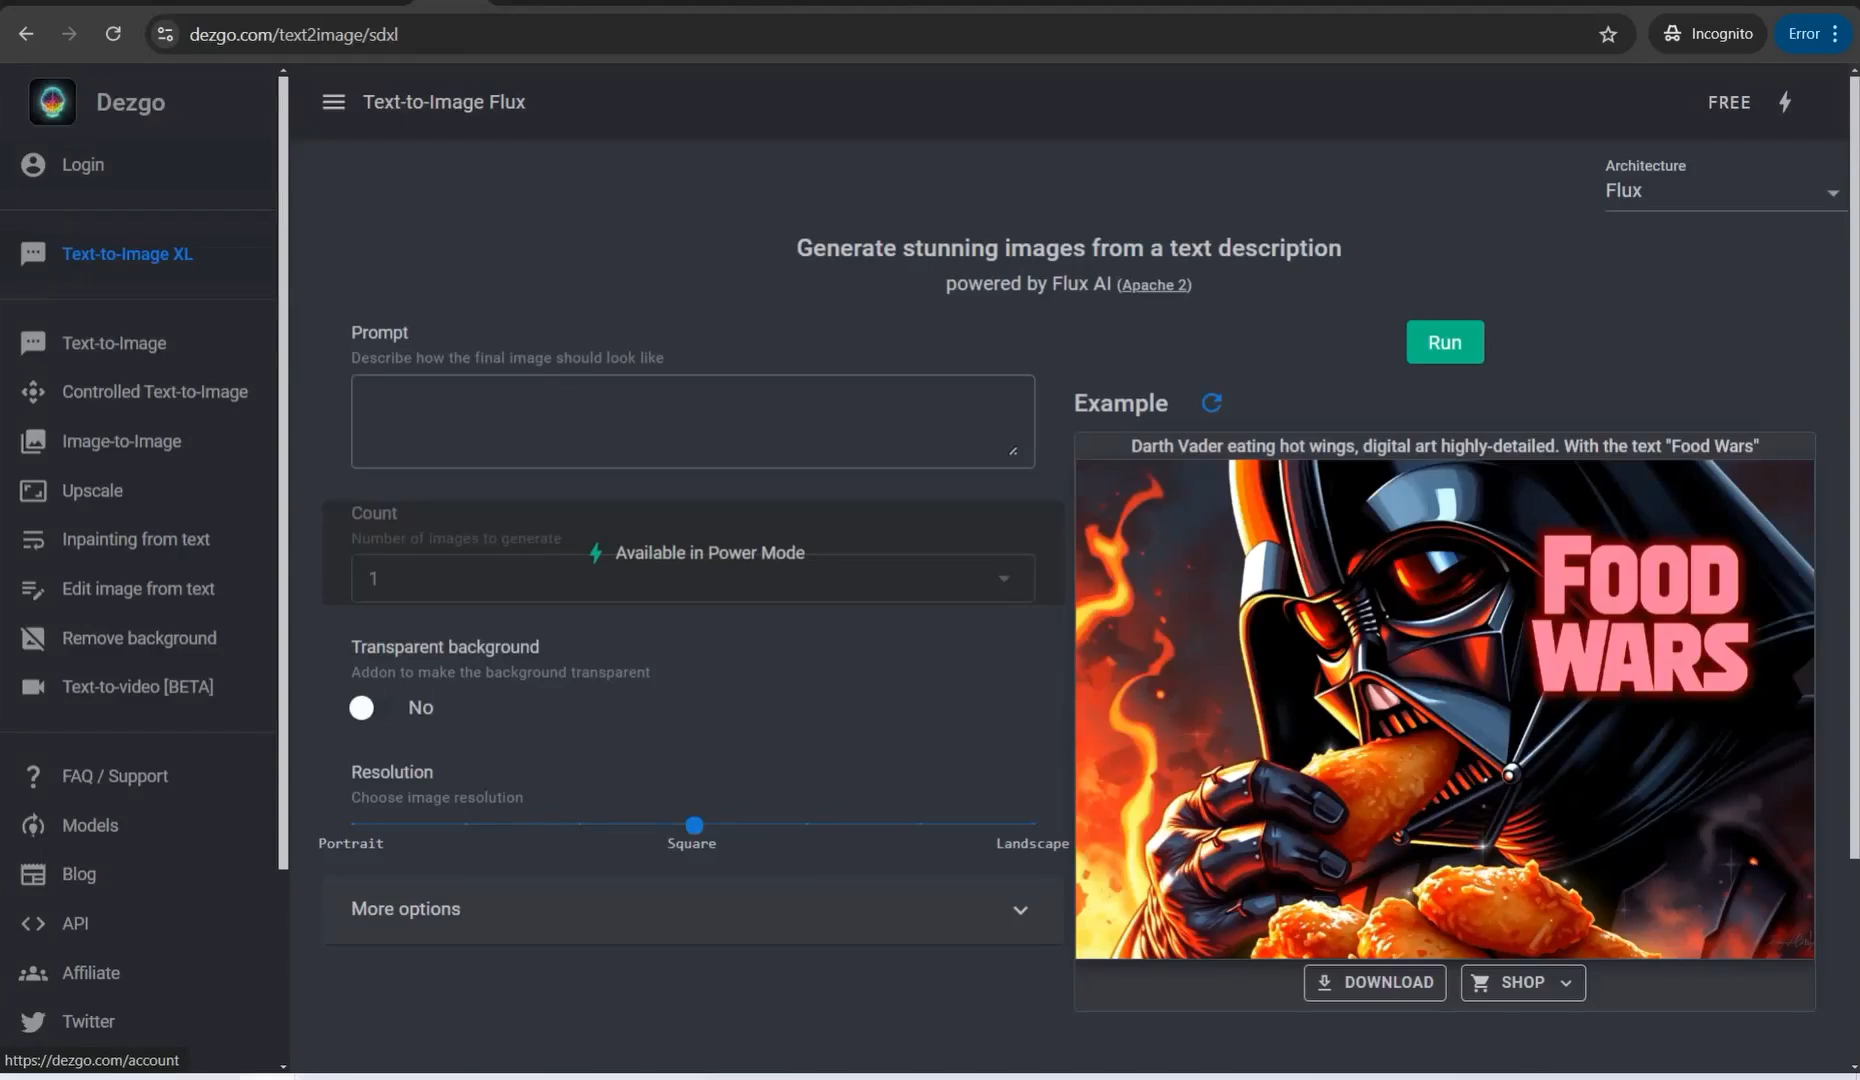 dezgo.com/text2image/sdxl
Incognito
Error
Dezgo
Login
Text-to-Image XL
Text-to-Image
Controlled Text-to-Image
Image-to-Image
Upscale
Inpainting from text
Edit image from text
Remove background
Text-to-video [BETA]
FAQ / Support
Models
Blog
API
Affiliate
Twitter
https://dezgo.com/account
Text-to-Image Flux
FREE
Architecture
Flux
Generate stunning images from a text description
powered by Flux AI (Apache 2)
Prompt
Describe how the final image should look like
Count
Number of images to generate
Available in Power Mode
1
Transparent background
Addon to make the background transparent
No
Resolution
Choose image resolution
Portrait
Square
Landscape
More options
Run
Example
Darth Vader eating hot wings, digital art highly-detailed. With the text "Food Wars"
FOOD
WARS
DOWNLOAD
SHOP